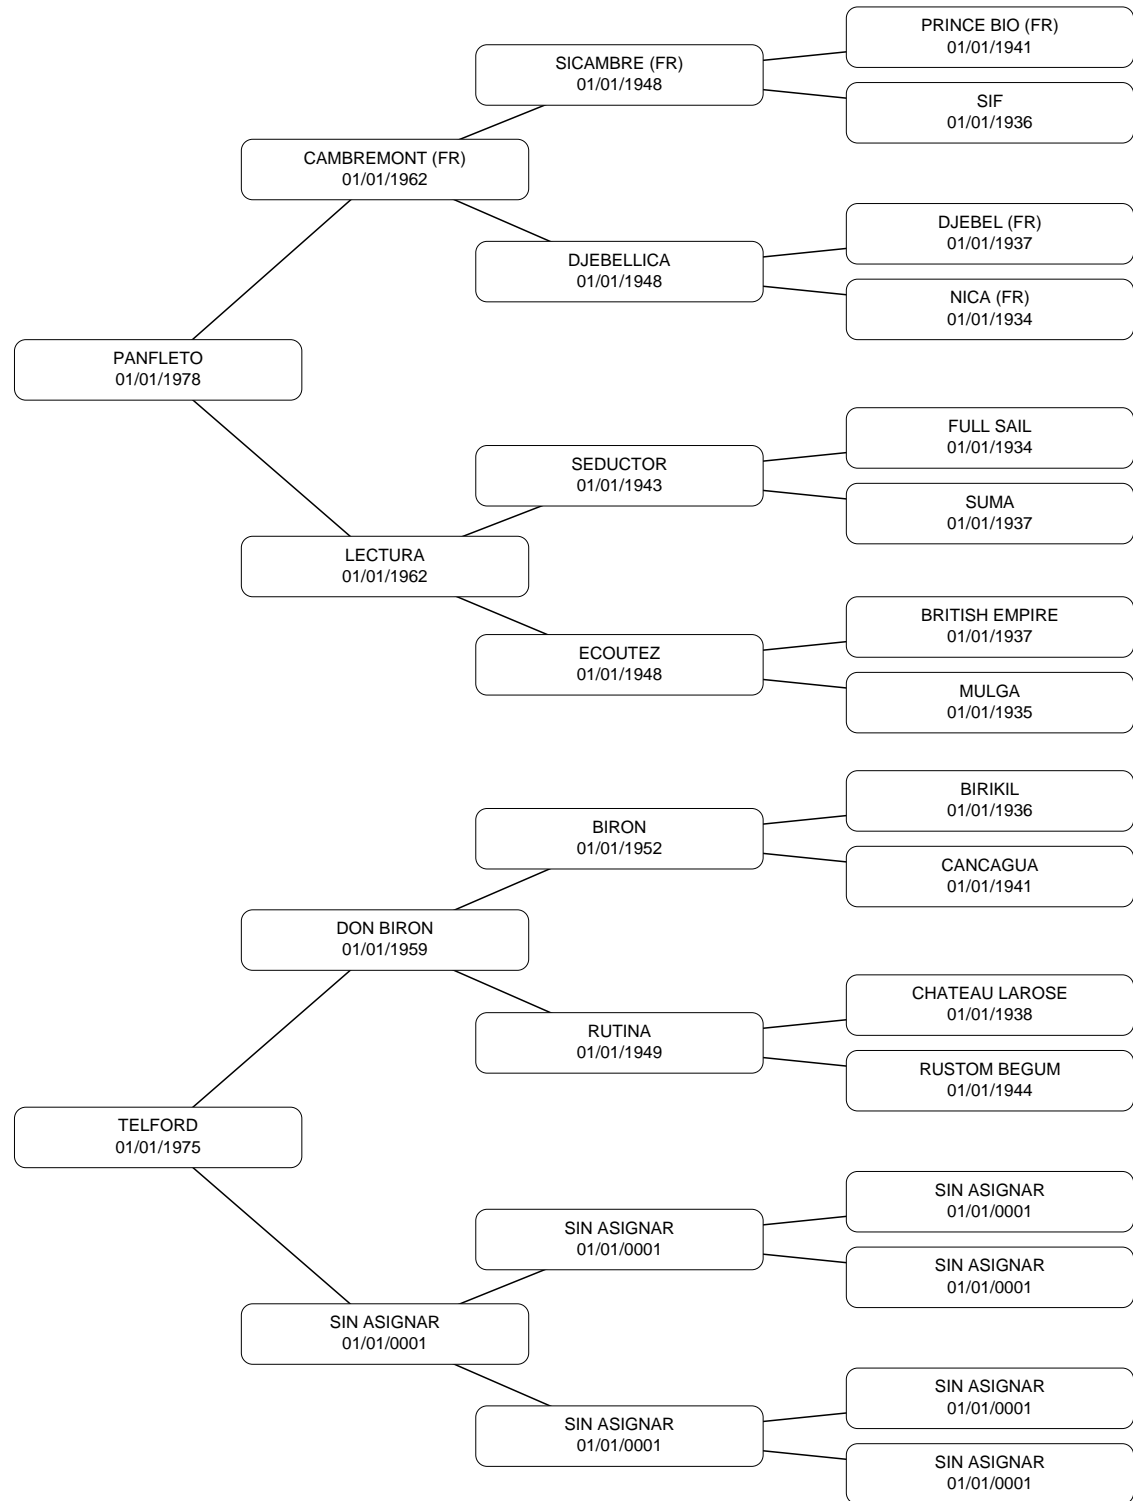 PRINCE BIO (FR)
01/01/1941
SICAMBRE (FR)
01/01/1948
SIF
01/01/1936
CAMBREMONT (FR)
01/01/1962
DJEBEL (FR)
01/01/1937
DJEBELLICA
01/01/1948
NICA (FR)
01/01/1934
PANFLETO
01/01/1978
FULL SAIL
01/01/1934
SEDUCTOR
01/01/1943
SUMA
01/01/1937
LECTURA
01/01/1962
BRITISH EMPIRE
01/01/1937
ECOUTEZ
01/01/1948
MULGA
01/01/1935
BIRIKIL
01/01/1936
BIRON
01/01/1952
CANCAGUA
01/01/1941
DON BIRON
01/01/1959
CHATEAU LAROSE
01/01/1938
RUTINA
01/01/1949
RUSTOM BEGUM
01/01/1944
TELFORD
01/01/1975
SIN ASIGNAR
01/01/0001
SIN ASIGNAR
01/01/0001
SIN ASIGNAR
01/01/0001
SIN ASIGNAR
01/01/0001
SIN ASIGNAR
01/01/0001
SIN ASIGNAR
01/01/0001
SIN ASIGNAR
01/01/0001